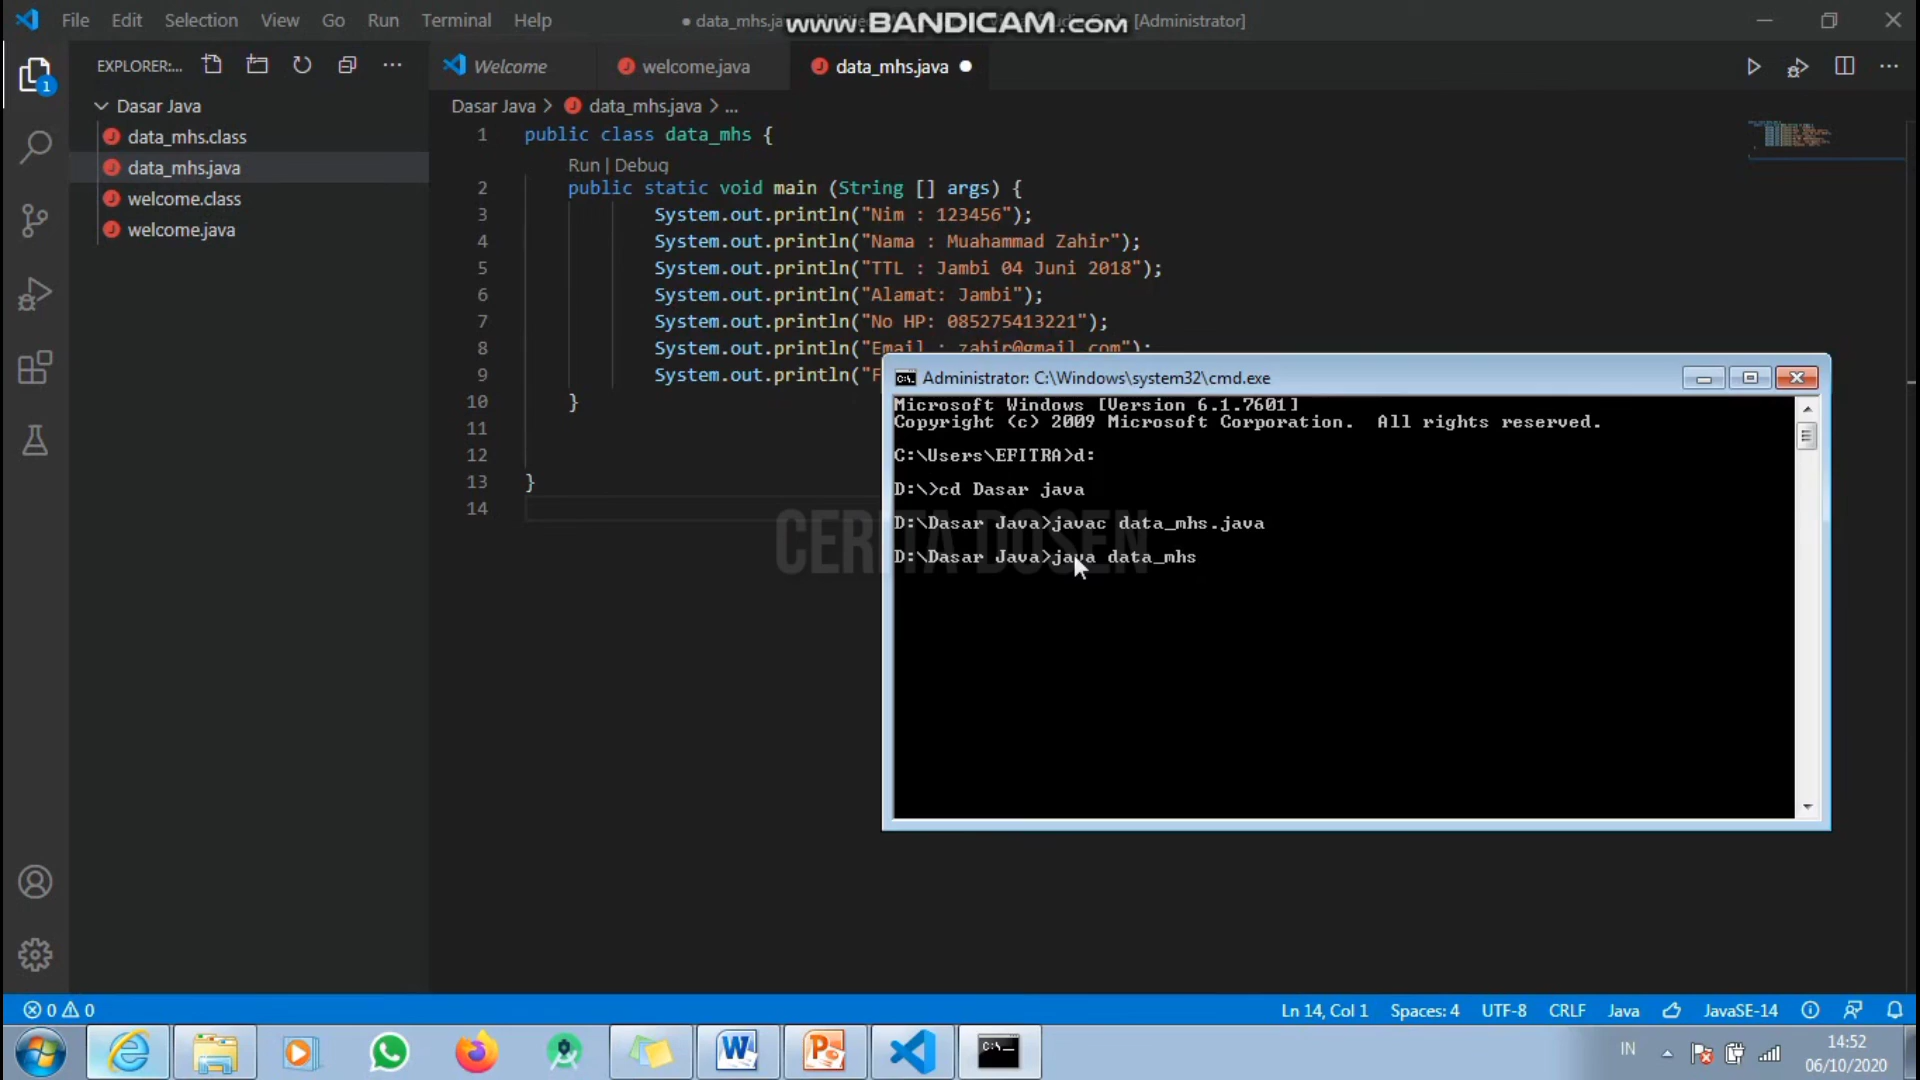 File Edit Selection View Go Run Terminal Help
● data_mhs.ja
www.BANDICAM.com
[Administrator]
EXPLORER:...
Welcome
welcome.java
data_mhs.java
Dasar Java
data_mhs.class
data_mhs.java
welcome.class
welcome.java
Dasar Java > data_mhs.java > ...
1 public class data_mhs {
Run | Debug
2 public static void main (String [] args) {
3 System.out.println("Nim : 123456");
4 System.out.println("Nama : Muahammad Zahir");
5 System.out.println("TTL : Jambi 04 Juni 2018");
6 System.out.println("Alamat: Jambi");
7 System.out.println("No HP: 085275413221");
8 System.out.println("Email : zahir@gmail.com");
9 System.out.println("F
10 }
11
12
13 }
14
Administrator: C:\Windows\system32\cmd.exe
Microsoft Windows [Version 6.1.7601]
Copyright (c) 2009 Microsoft Corporation. All rights reserved.
C:\Users\EFITRA>d:
D:\>cd Dasar java
D:\Dasar Java>javac data_mhs.java
D:\Dasar Java>java data_mhs
CERITA DOSEN
1
0 0
Ln 14, Col 1 Spaces: 4 UTF-8 CRLF Java JavaSE-14
IN
14:52
06/10/2020